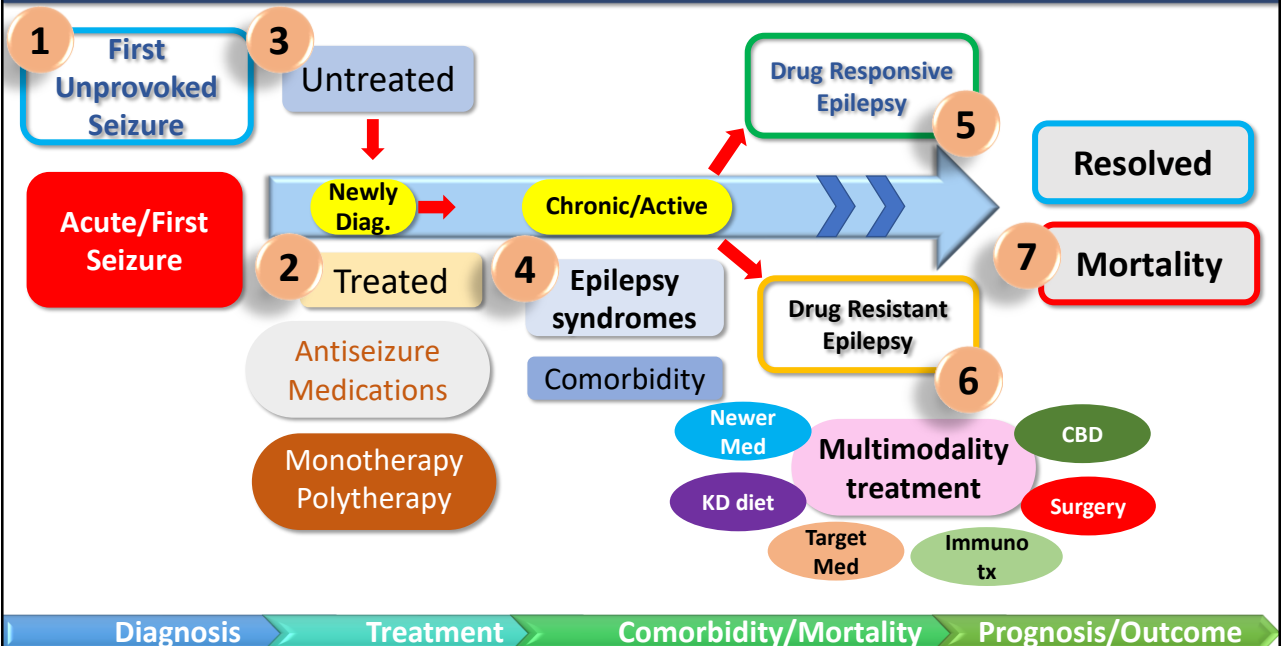 1
First
Unprovoked
Seizure
3
Untreated
Acute/First
Seizure
Newly
Diag.
2
Treated
Antiseizure
Medications
Monotherapy
Polytherapy
Chronic/Active
4
Epilepsy
syndromes
Comorbidity
Drug Responsive
Epilepsy
5
Drug Resistant
Epilepsy
6
Multimodality
treatment
Newer
Med
KD diet
Target
Med
Immuno
tx
Surgery
CBD
Resolved
7
Mortality
Diagnosis
Treatment
Comorbidity/Mortality
Prognosis/Outcome